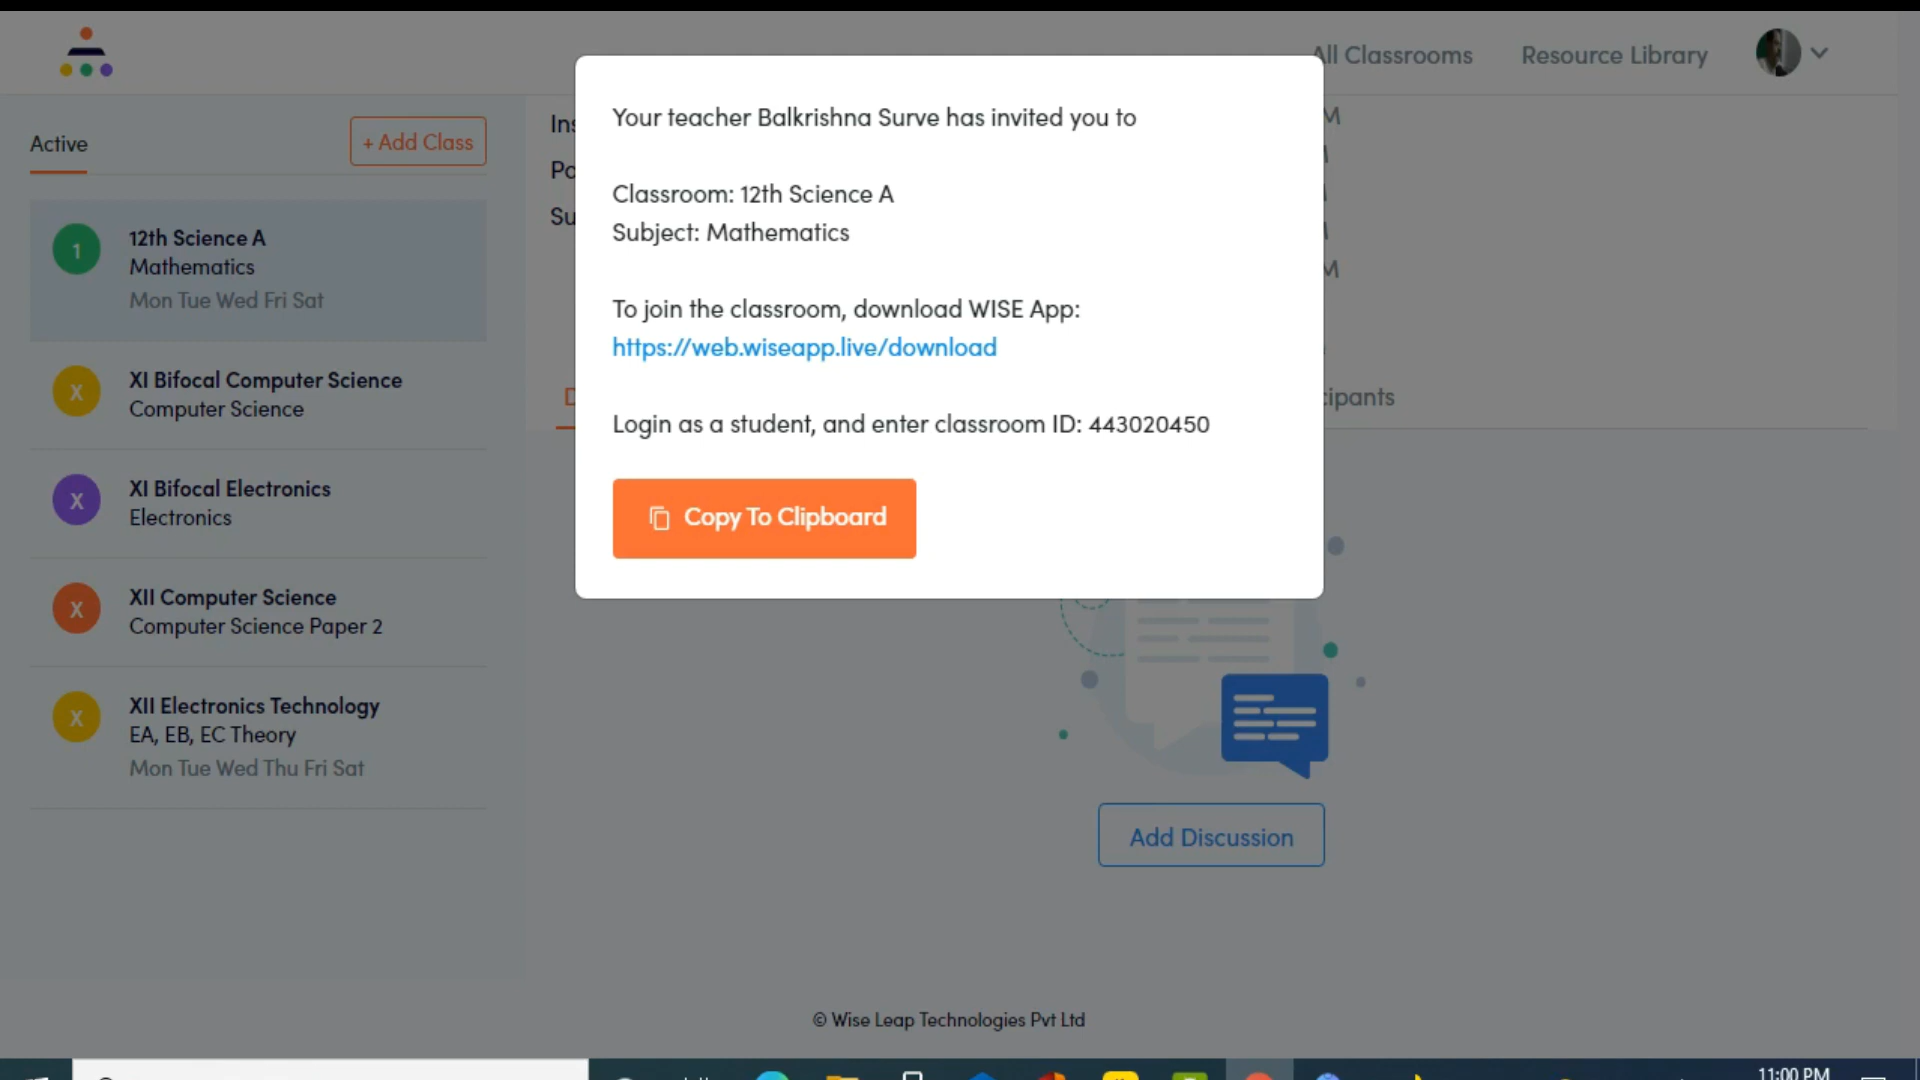 All Classrooms
Resource Library
Active
+ Add Class
1
12th Science A
Mathematics
Mon Tue Wed Fri Sat
X
XI Bifocal Computer Science
Computer Science
X
XI Bifocal Electronics
Electronics
X
XII Computer Science
Computer Science Paper 2
X
XII Electronics Technology
EA, EB, EC Theory
Mon Tue Wed Thu Fri Sat
Your teacher Balkrishna Surve has invited you to
Classroom: 12th Science A
Subject: Mathematics
To join the classroom, download WISE App:
https://web.wiseapp.live/download
Login as a student, and enter classroom ID: 443020450
Copy To Clipboard
Add Discussion
© Wise Leap Technologies Pvt Ltd
11:00 PM